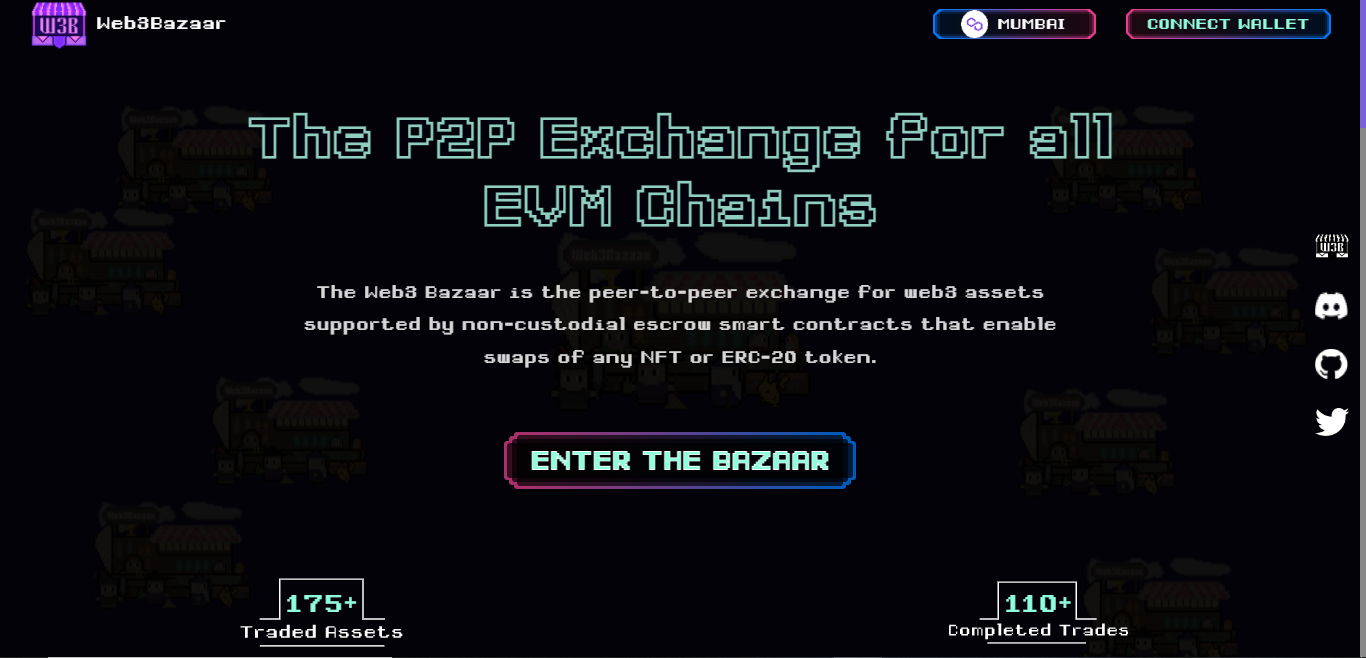 W3B Web3Bazaar MUMBAI CONNECT WALLET
The P2P Exchange for all
EVM Chains
W3B
The Web3 Bazaar is the peer-to-peer exchange for web3 assets
supported by non-custodial escrow smart contracts that enable
swaps of any NFT or ERC-20 token.
ENTER THE BAZAAR
175+
Traded Assets
110+
Completed Trades